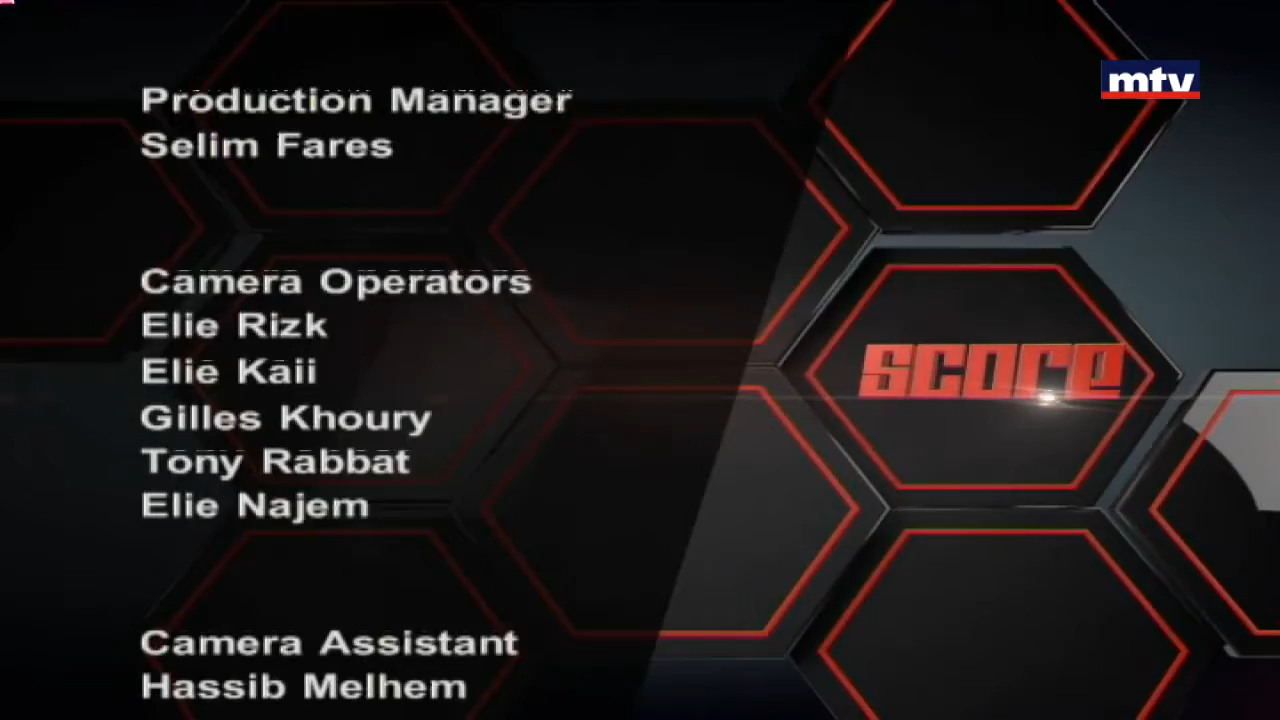 mtv
Production Manager
Selim Fares
Camera Operators
Elie Rizk
Elie Kaii
Gilles Khoury
Tony Rabbat
Elie Najem
score
Camera Assistant
Hassib Melhem